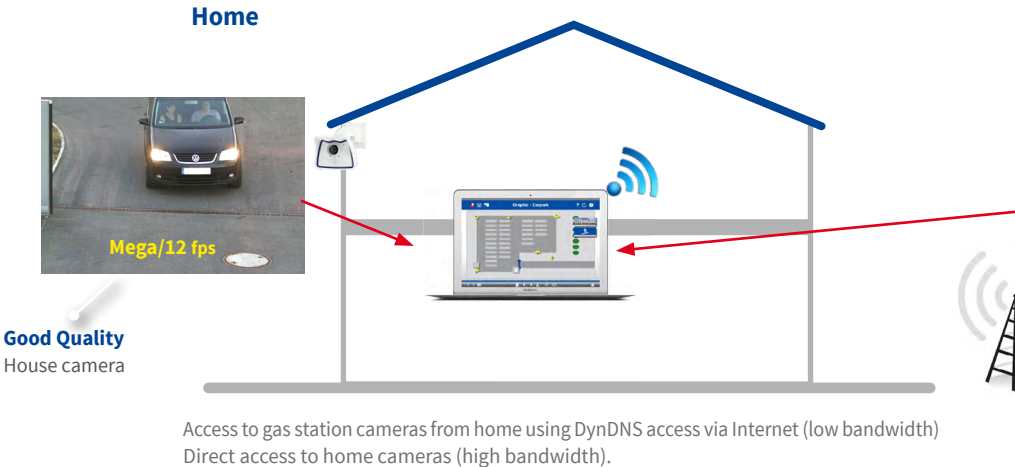 Home
Graphic - Carpark
Mega/12 fps
Good Quality
House camera
Access to gas station cameras from home using DynDNS access via Internet (low bandwidth)
Direct access to home cameras (high bandwidth).